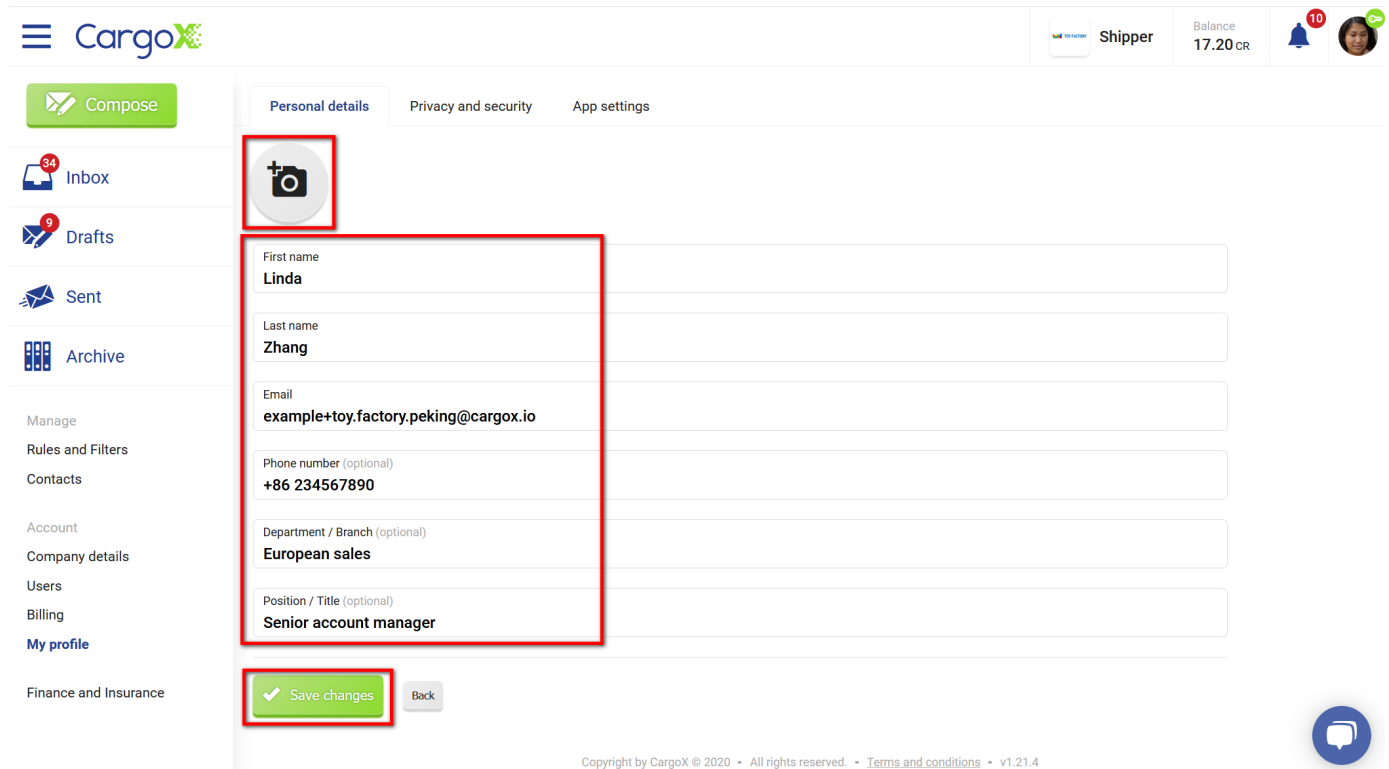 CargoX
TOY FACTORY
Shipper
Balance
17.20 CR
10
Compose
Personal details
Privacy and security
App settings
34
Inbox
9
Drafts
Sent
Archive
Manage
Rules and Filters
Contacts
Account
Company details
Users
Billing
My profile
Finance and Insurance
First name
Linda
Last name
Zhang
Email
example+toy.factory.peking@cargox.io
Phone number (optional)
+86 234567890
Department / Branch (optional)
European sales
Position / Title (optional)
Senior account manager
Save changes
Back
Copyright by CargoX © 2020 • All rights reserved. • Terms and conditions • v1.21.4